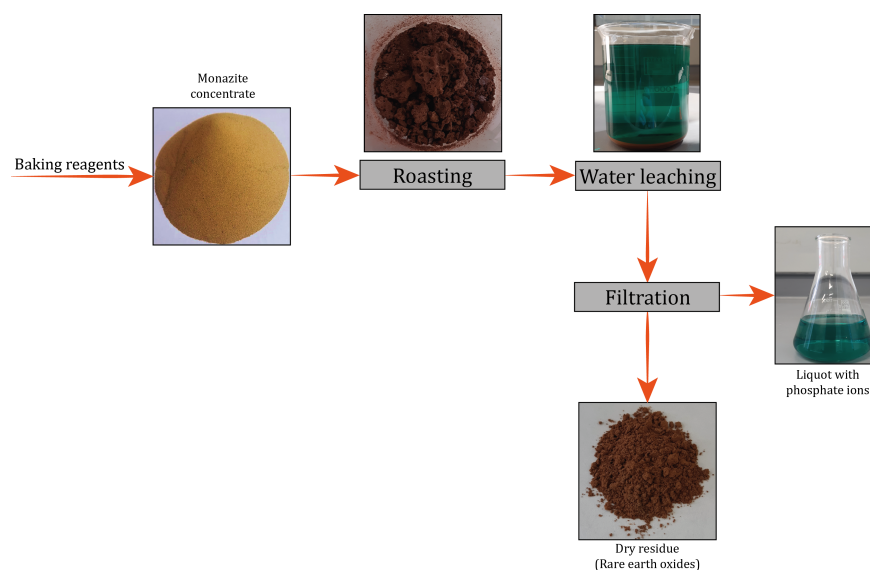 Monazite
concentrate
Baking reagents
Roasting
Water leaching
Filtration
Liquot with
phosphate ions
Dry residue
(Rare earth oxides)